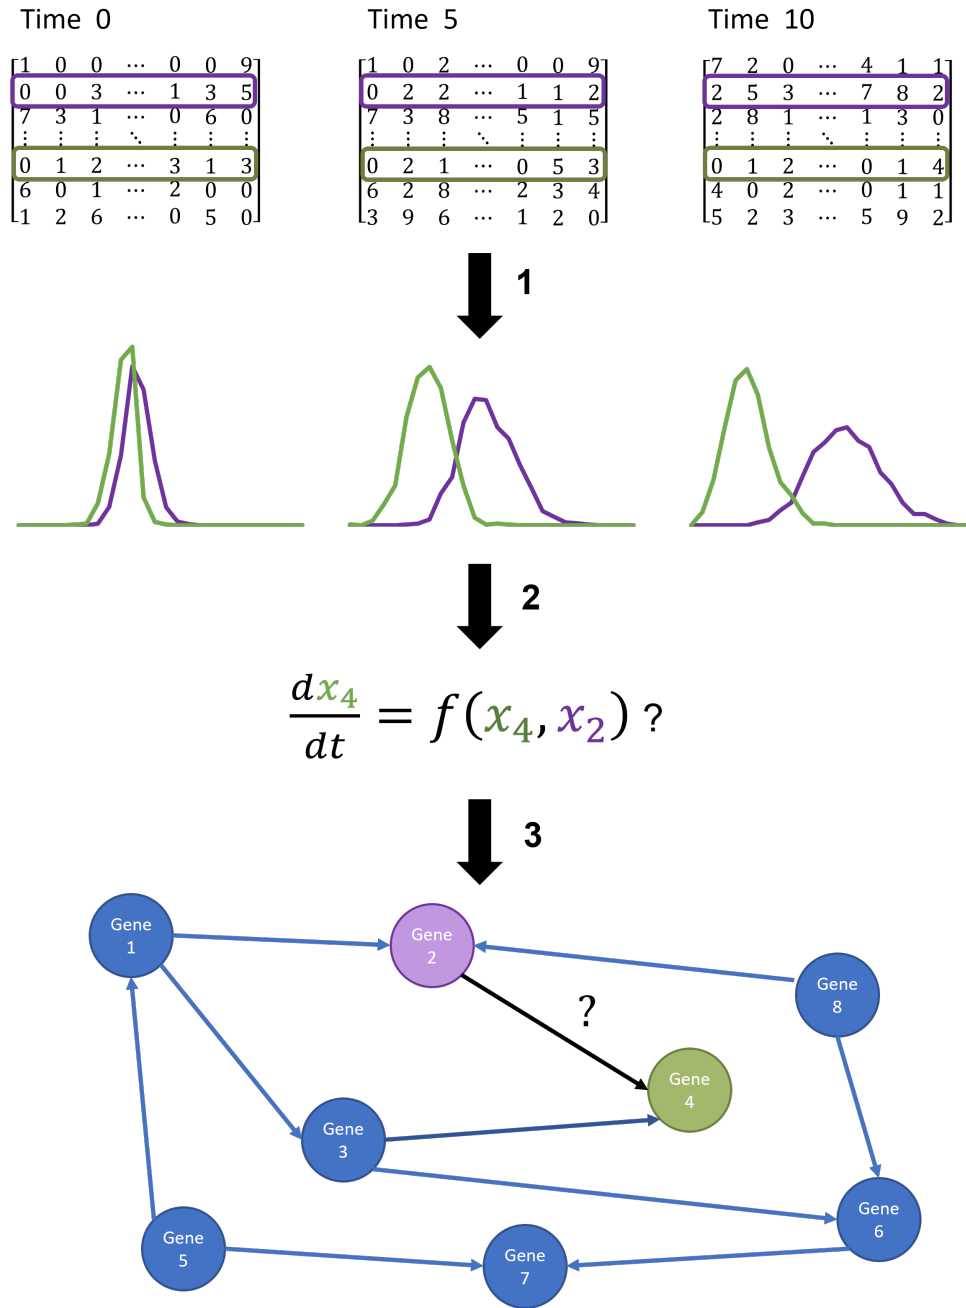 Time 0 Time 5 Time 10
1 0 0 ⋯ 0 0 9 1 0 2 ⋯ 0 0 9 7 2 0 ⋯ 4 1 1
0 0 3 ⋯ 1 3 5 0 2 2 ⋯ 1 1 2 2 5 3 ⋯ 7 8 2
7 3 1 ⋯ 0 6 0 7 3 8 ⋯ 5 1 5 2 8 1 ⋯ 1 3 0
⋮ ⋮ ⋮ ⋱ ⋮ ⋮ ⋮ ⋮ ⋮ ⋮ ⋱ ⋮ ⋮ ⋮ ⋮ ⋮ ⋮ ⋱ ⋮ ⋮ ⋮
0 1 2 ⋯ 3 1 3 0 2 1 ⋯ 0 5 3 0 1 2 ⋯ 0 1 4
6 0 1 ⋯ 2 0 0 6 2 8 ⋯ 2 3 4 4 0 2 ⋯ 0 1 1
1 2 6 ⋯ 0 5 0 3 9 6 ⋯ 1 2 0 5 2 3 ⋯ 5 9 2
1
2
dx₄/dt = f(x₄, x₂) ?
3
Gene
1
Gene
2
Gene
8
?
Gene
4
Gene
3
Gene
6
Gene
5
Gene
7